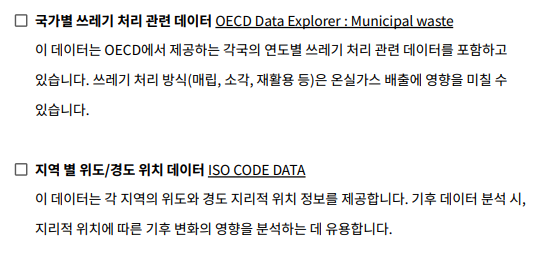 국가별 쓰레기 처리 관련 데이터 OECD Data Explorer : Municipal waste
이 데이터는 OECD에서 제공하는 각국의 연도별 쓰레기 처리 관련 데이터를 포함하고
있습니다. 쓰레기 처리 방식(매립, 소각, 재활용 등)은 온실가스 배출에 영향을 미칠 수
있습니다.
지역 별 위도/경도 위치 데이터 ISO CODE DATA
이 데이터는 각 지역의 위도와 경도 지리적 위치 정보를 제공합니다. 기후 데이터 분석 시,
지리적 위치에 따른 기후 변화의 영향을 분석하는 데 유용합니다.